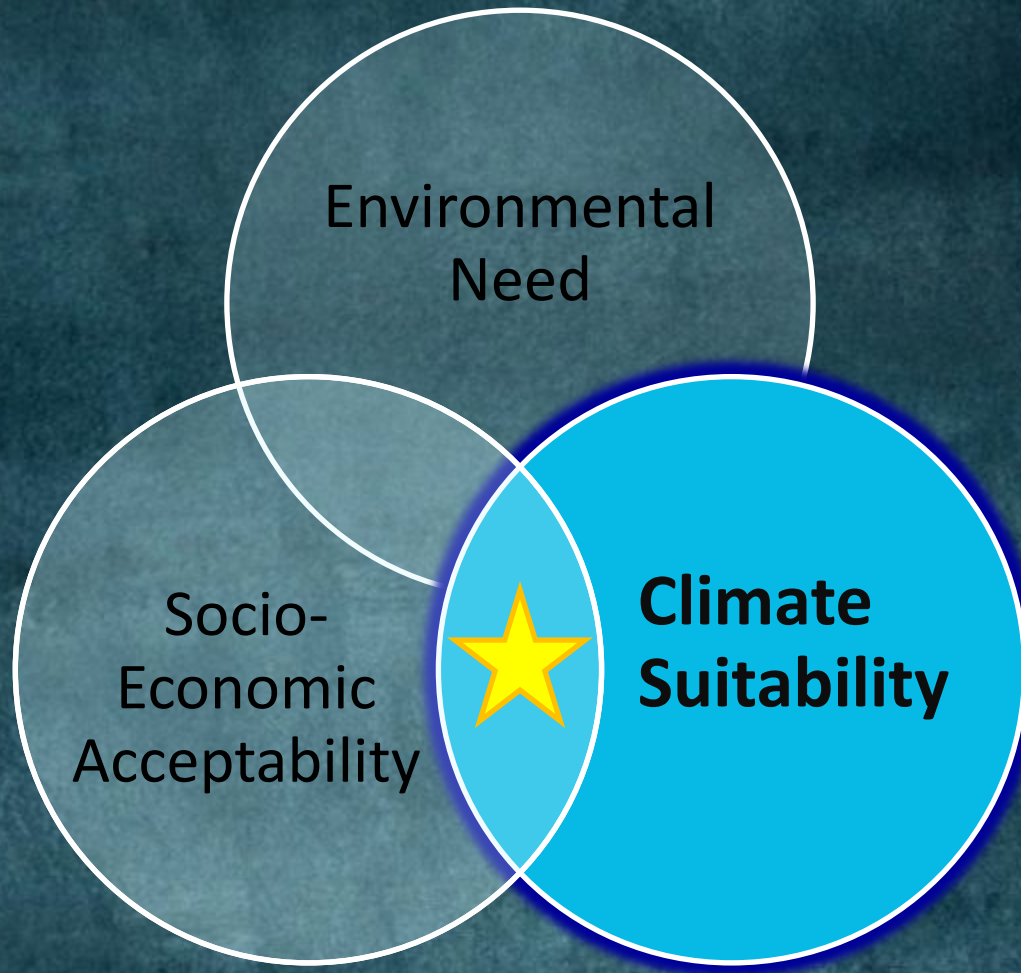 Environmental
Need
Socio-
Economic
Acceptability
Climate
Suitability